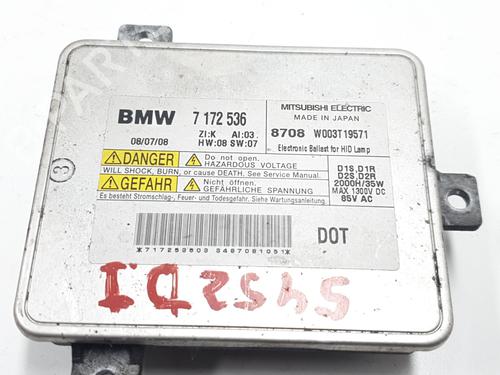 BMW 7 172 536
ZI:K AI:03
08/07/08 HW:08 SW:07
MITSUBISHI ELECTRIC
MADE IN JAPAN
8708 W003T19571
Electronic Ballast for HID Lamp
DANGER Do not open.
HAZARDOUS VOLTAGE
WILL SHOCK, BURN, or cause DEATH. See Service Manual.
GEFAHR Nicht öffnen.
GEFÄHRLICHE SPANNUNG
Es besteht Stromschlag-, Feuer- und Todesgefahr. Siehe Wartungsanleitung.
D1S,D1R
D2S,D2R
2000H/35W
MAX 1300V DC
85V AC
3
DOT